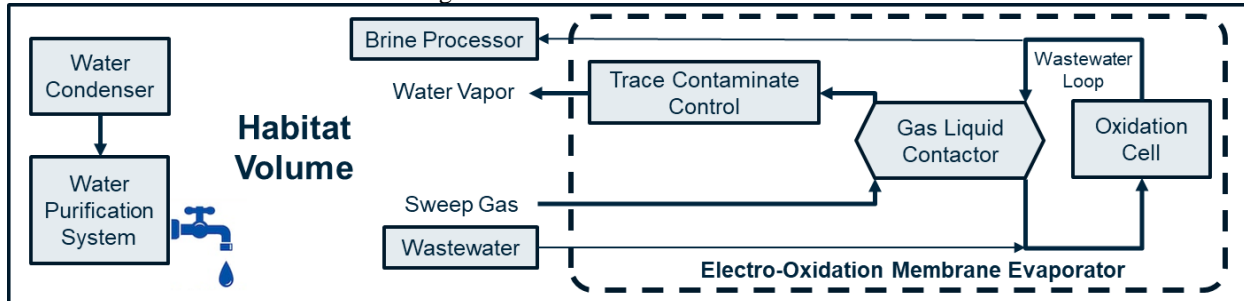 Water
Condenser
Water
Purification
System
Habitat
Volume
Brine Processor
Water Vapor
Trace Contaminate
Control
Sweep Gas
Wastewater
Gas Liquid
Contactor
Wastewater
Loop
Oxidation
Cell
Electro-Oxidation Membrane Evaporator